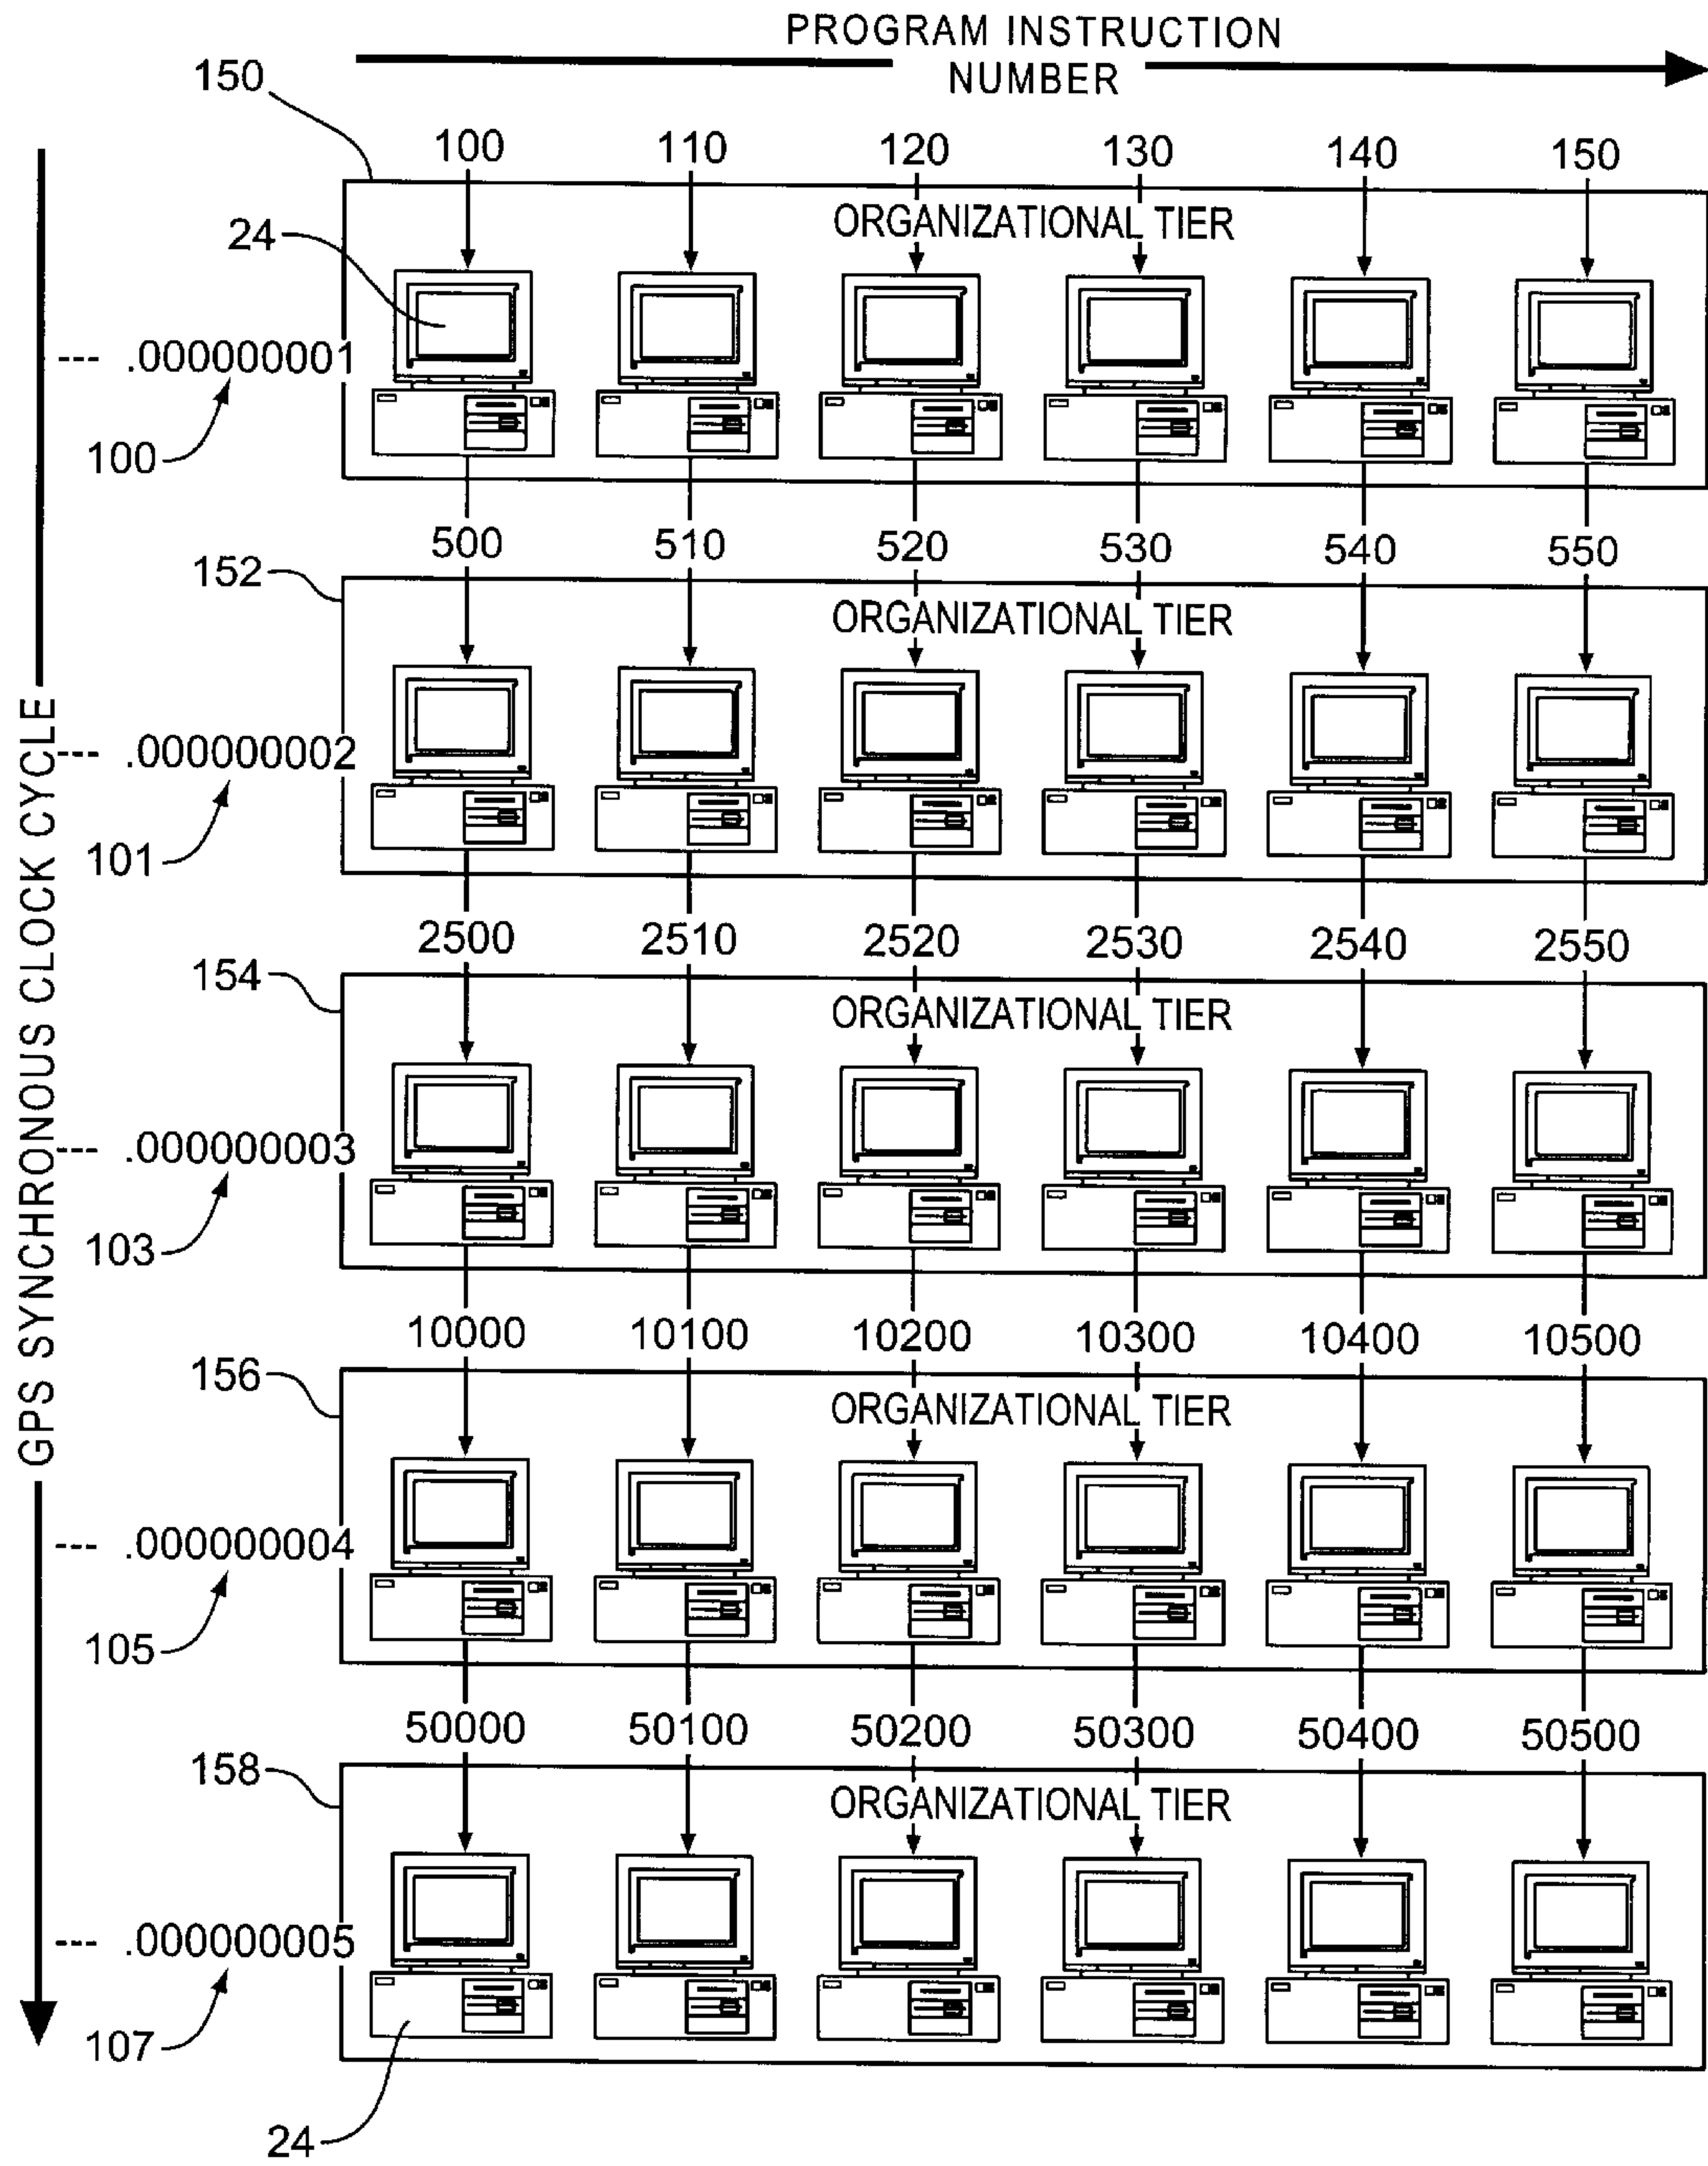 PROGRAM INSTRUCTION
NUMBER
150
100 110 120 130 140 150
ORGANIZATIONAL TIER
24
--- .000000001
100
500 510 520 530 540 550
152
ORGANIZATIONAL TIER
GPS SYNCHRONOUS CLOCK CYCLE
--- .000000002
101
2500 2510 2520 2530 2540 2550
154
ORGANIZATIONAL TIER
--- .000000003
103
10000 10100 10200 10300 10400 10500
156
ORGANIZATIONAL TIER
--- .000000004
105
50000 50100 50200 50300 50400 50500
158
ORGANIZATIONAL TIER
--- .000000005
107
24